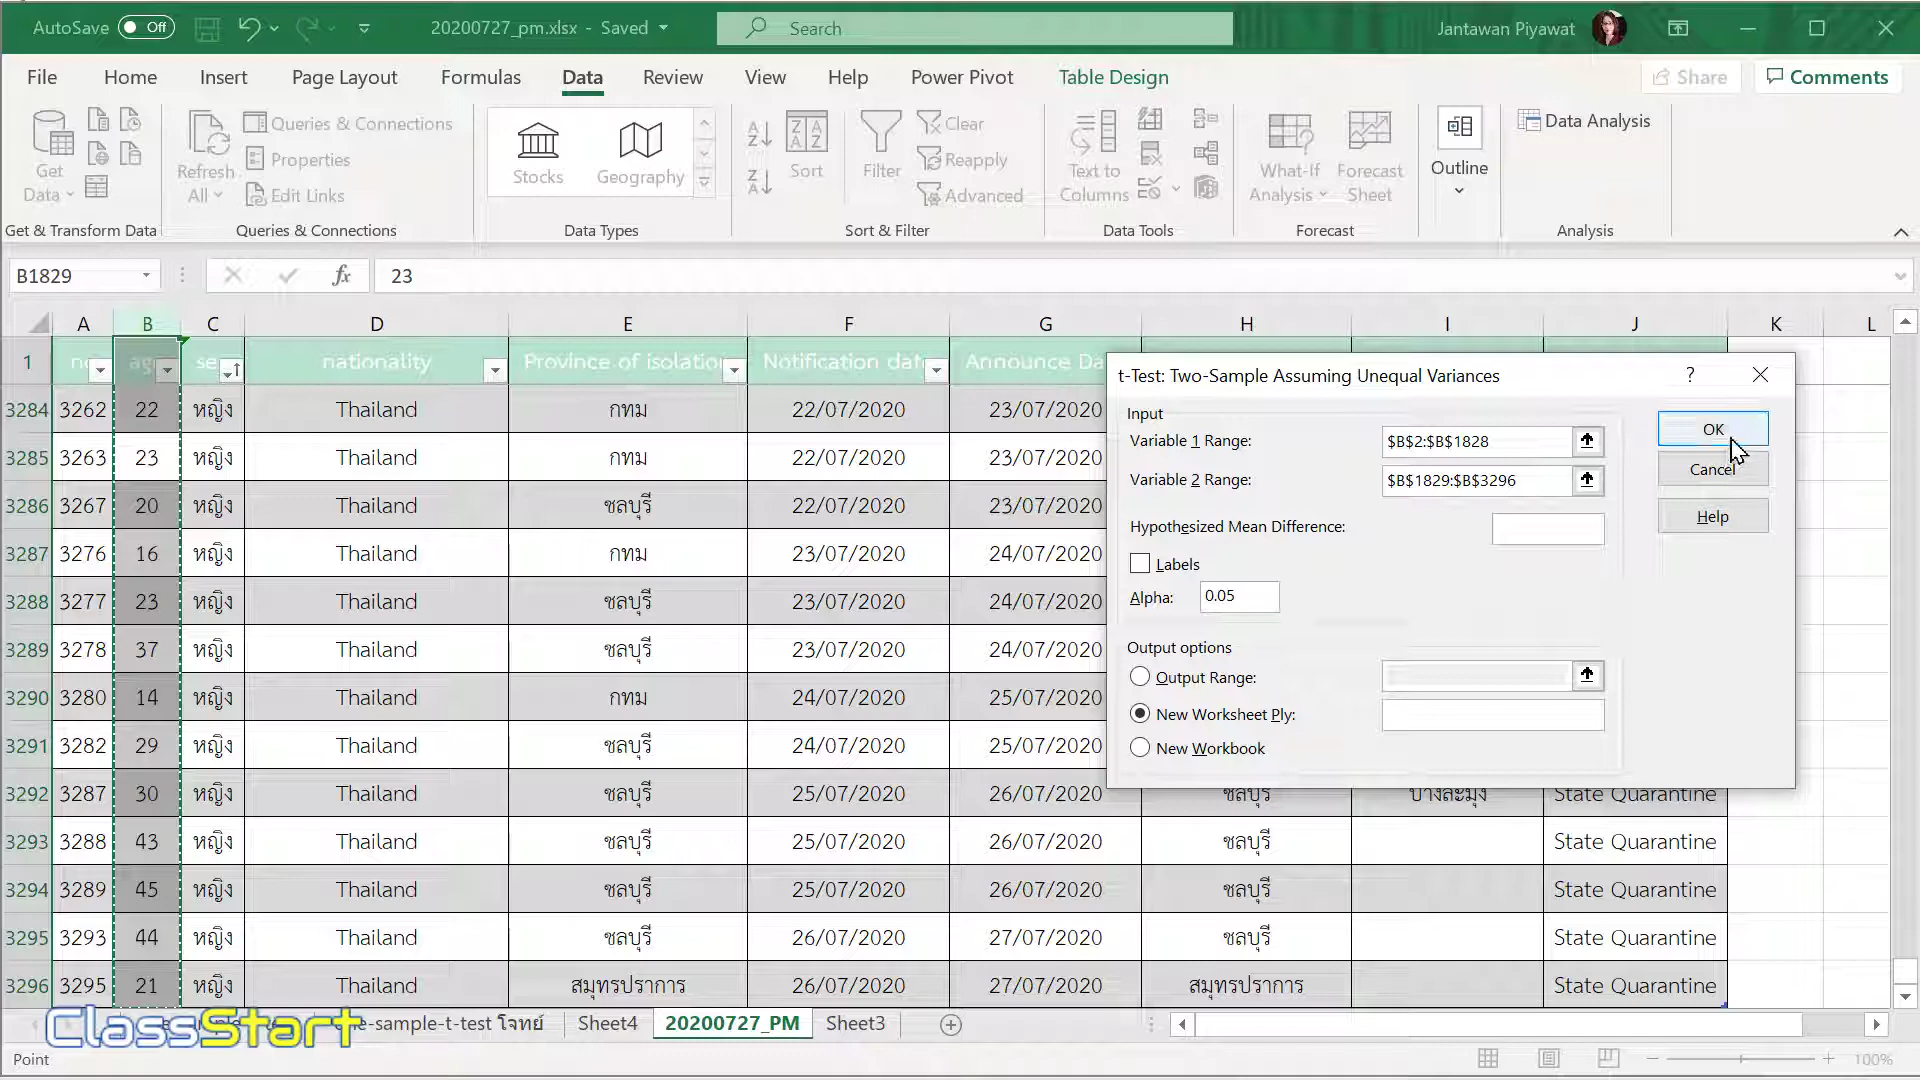 AutoSave Off 20200727_pm.xlsx - Saved Search Jantawan Piyawat
File Home Insert Page Layout Formulas Data Review View Help Power Pivot Table Design Share Comments
Get Data Refresh All Queries & Connections Properties Edit Links Stocks Geography Sort Filter Clear Reapply Advanced Text to Columns What-If Analysis Forecast Sheet Outline Data Analysis
Get & Transform Data Queries & Connections Data Types Sort & Filter Data Tools Forecast Analysis
B1829 fx 23
A B C D E F G H I J K L
1 nationality Province of isolation Notification dat Announce Da
3284 3262 22 หญิง Thailand กทม 22/07/2020 23/07/2020
3285 3263 23 หญิง Thailand กทม 22/07/2020 23/07/2020
3286 3267 20 หญิง Thailand ชลบุรี 22/07/2020 23/07/2020
3287 3276 16 หญิง Thailand กทม 23/07/2020 24/07/2020
3288 3277 23 หญิง Thailand ชลบุรี 23/07/2020 24/07/2020
3289 3278 37 หญิง Thailand ชลบุรี 23/07/2020 24/07/2020
3290 3280 14 หญิง Thailand กทม 24/07/2020 25/07/2020
3291 3282 29 หญิง Thailand ชลบุรี 24/07/2020 25/07/2020
3292 3287 30 หญิง Thailand ชลบุรี 25/07/2020 26/07/2020 ชลบุรี บางละมุง State Quarantine
3293 3288 43 หญิง Thailand ชลบุรี 25/07/2020 26/07/2020 ชลบุรี State Quarantine
3294 3289 45 หญิง Thailand ชลบุรี 25/07/2020 26/07/2020 ชลบุรี State Quarantine
3295 3293 44 หญิง Thailand ชลบุรี 26/07/2020 27/07/2020 ชลบุรี State Quarantine
3296 3295 21 หญิง Thailand สมุทรปราการ 26/07/2020 27/07/2020 สมุทรปราการ State Quarantine
t-Test: Two-Sample Assuming Unequal Variances ?
Input
Variable 1 Range: $B$2:$B$1828 OK
Variable 2 Range: $B$1829:$B$3296 Cancel
Hypothesized Mean Difference: Help
Labels
Alpha: 0.05
Output options
Output Range:
New Worksheet Ply:
New Workbook
ClassStart
e-sample-t-test โจทย์ Sheet4 20200727_PM Sheet3
Point 100%